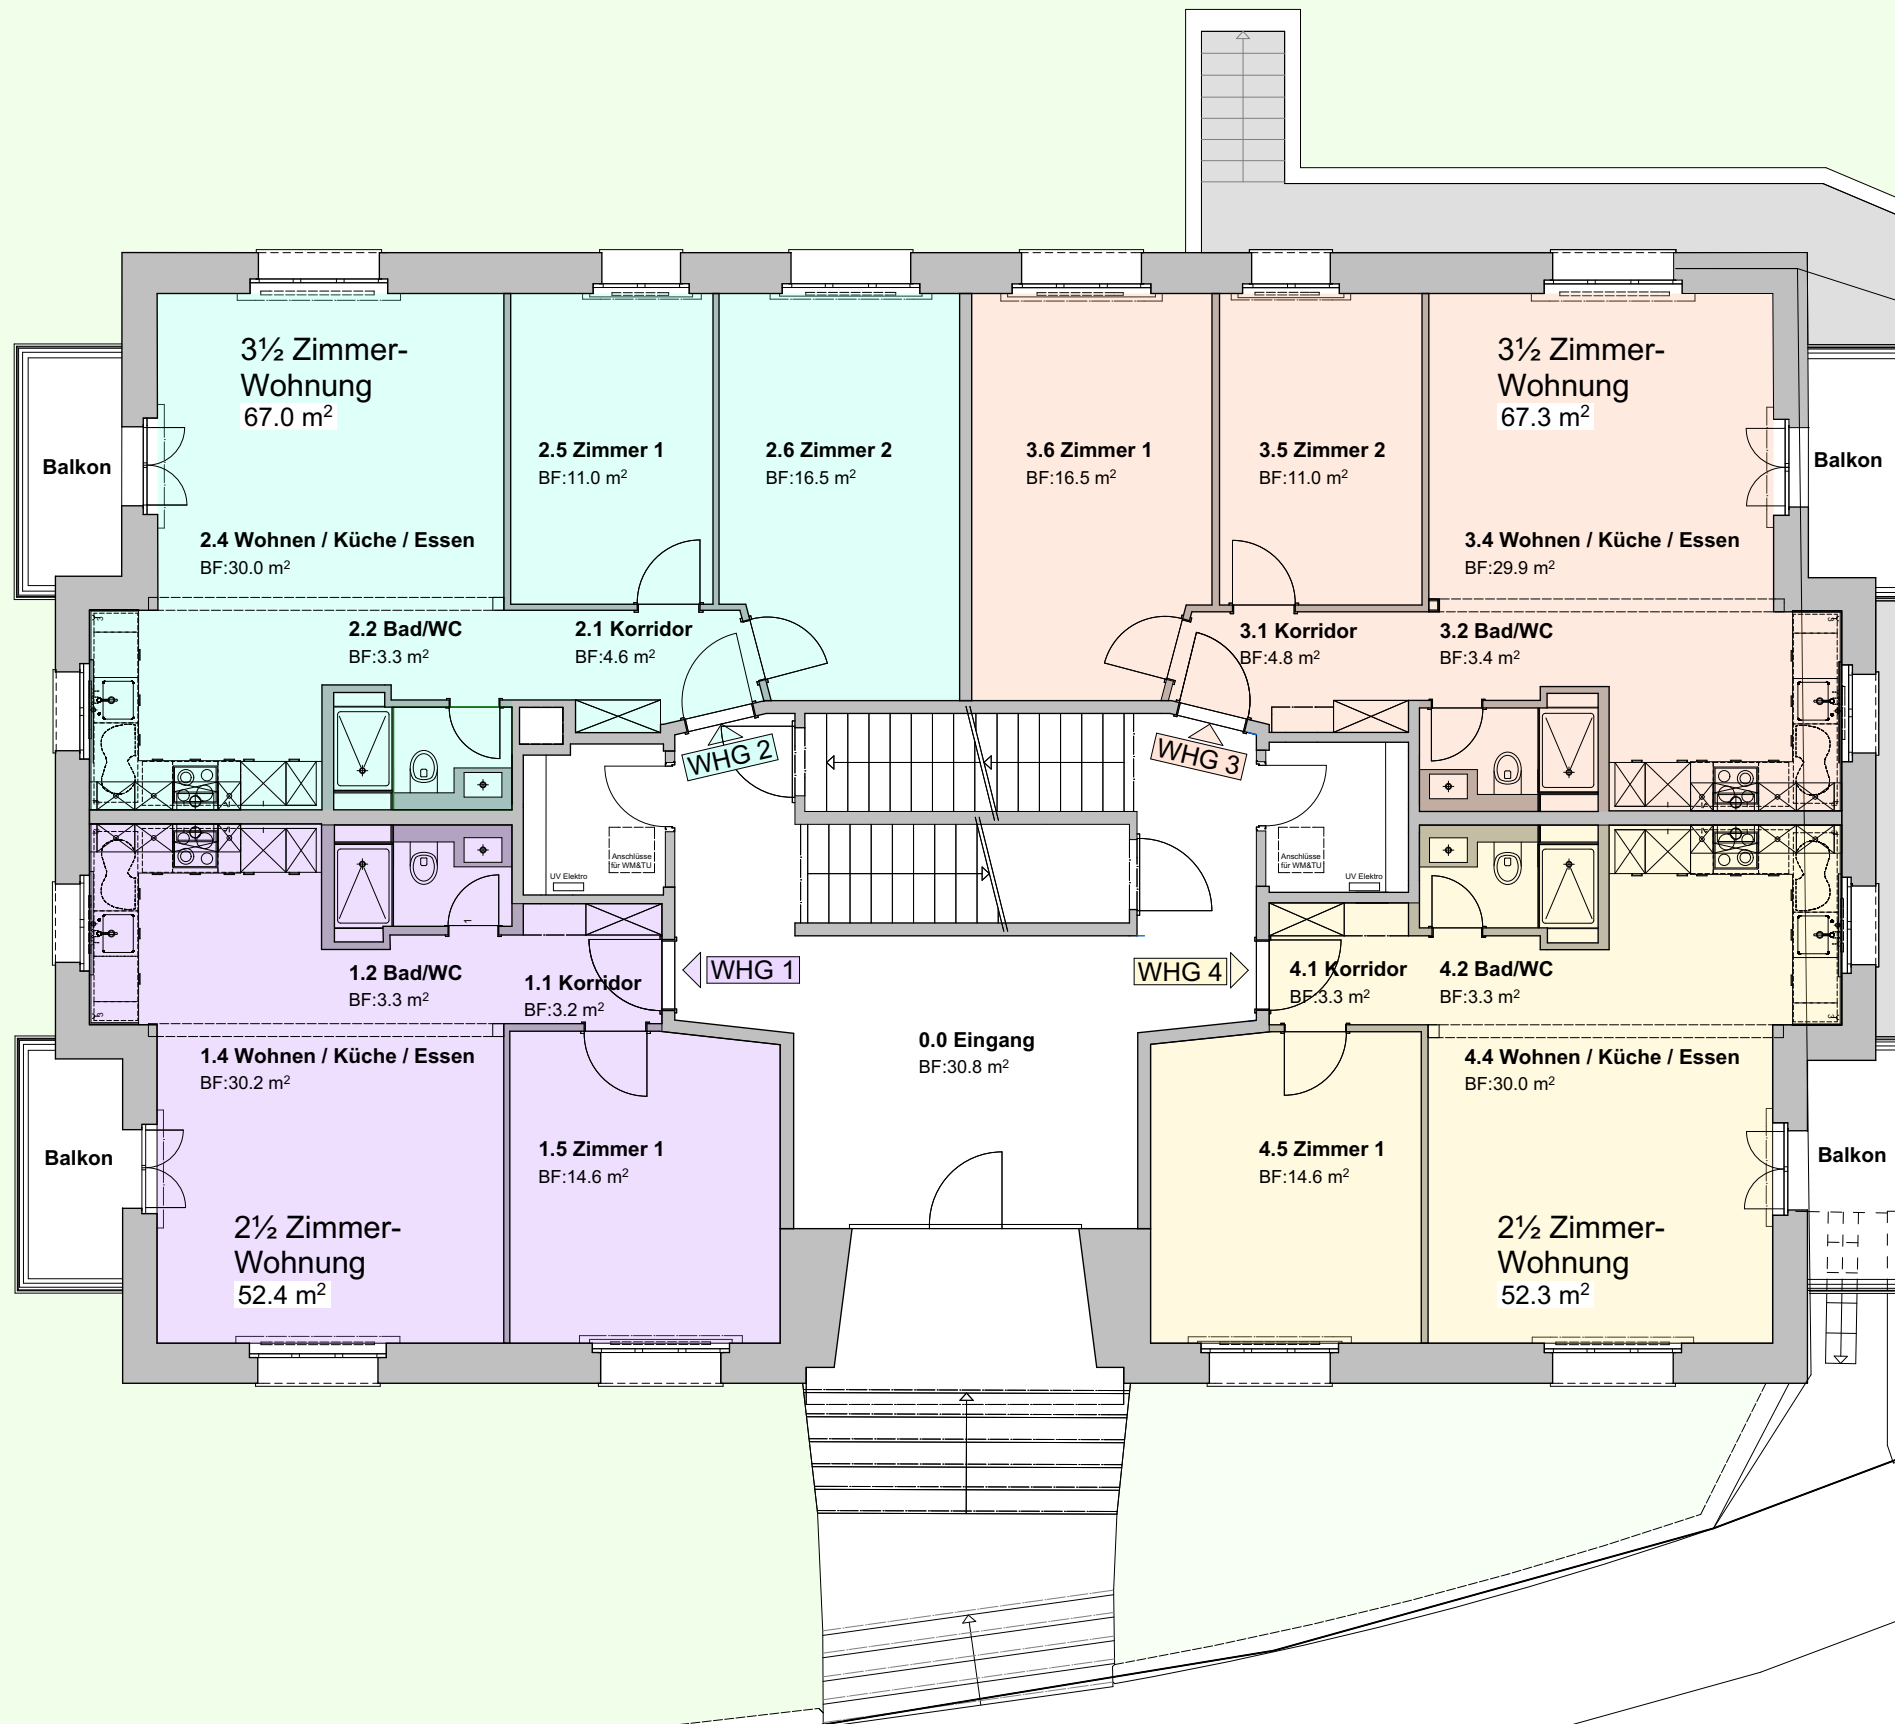 3½ Zimmer-
Wohnung
67.0 m²
3½ Zimmer-
Wohnung
67.3 m²
Balkon
2.5 Zimmer 1
BF:11.0 m²
2.6 Zimmer 2
BF:16.5 m²
3.6 Zimmer 1
BF:16.5 m²
3.5 Zimmer 2
BF:11.0 m²
Balkon
2.4 Wohnen / Küche / Essen
BF:30.0 m²
3.4 Wohnen / Küche / Essen
BF:29.9 m²
2.2 Bad/WC
BF:3.3 m²
2.1 Korridor
BF:4.6 m²
3.1 Korridor
BF:4.8 m²
3.2 Bad/WC
BF:3.4 m²
WHG 2
WHG 3
Anschlüsse
für WM&TU
UV Elektro
Anschlüsse
für WM&TU
UV Elektro
1.2 Bad/WC
BF:3.3 m²
1.1 Korridor
BF:3.2 m²
WHG 1
WHG 4
4.1 Korridor
BF:3.3 m²
4.2 Bad/WC
BF:3.3 m²
1.4 Wohnen / Küche / Essen
BF:30.2 m²
0.0 Eingang
BF:30.8 m²
4.4 Wohnen / Küche / Essen
BF:30.0 m²
Balkon
1.5 Zimmer 1
BF:14.6 m²
4.5 Zimmer 1
BF:14.6 m²
Balkon
2½ Zimmer-
Wohnung
52.4 m²
2½ Zimmer-
Wohnung
52.3 m²